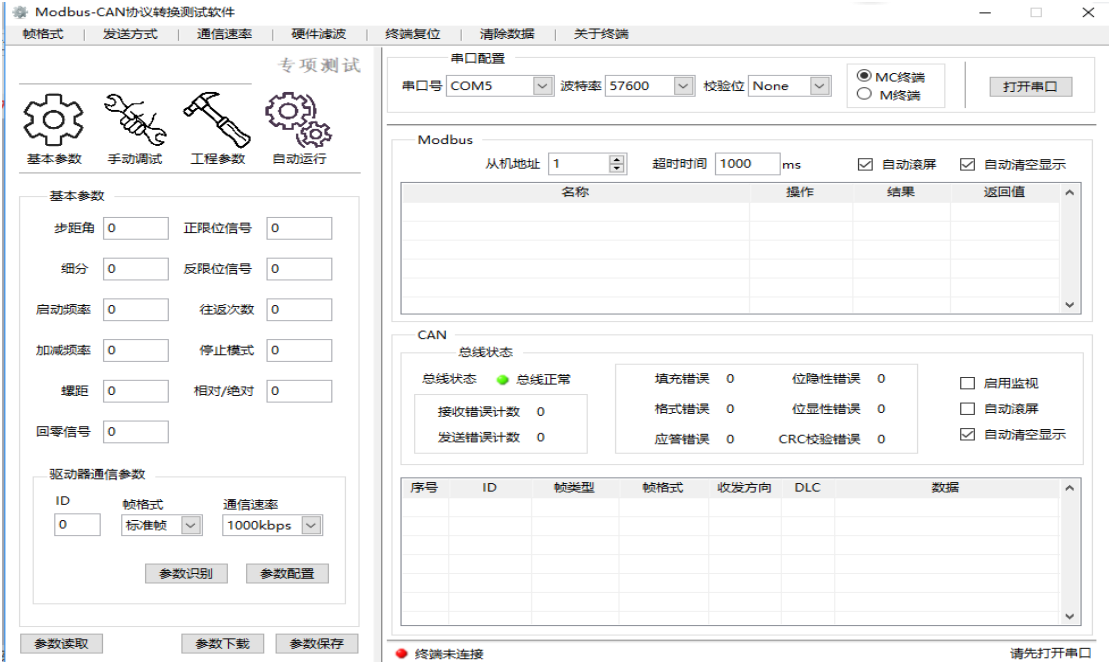 Modbus-CAN协议转换测试软件
帧格式 | 发送方式 | 通信速率 | 硬件滤波 | 终端复位 | 清除数据 | 关于终端
专项测试
基本参数 手动调试 工程参数 自动运行
基本参数
步距角 0 正限位信号 0
细分 0 反限位信号 0
启动频率 0 往返次数 0
加减频率 0 停止模式 0
螺距 0 相对/绝对 0
回零信号 0
驱动器通信参数
ID 帧格式 通信速率
0 标准帧 1000kbps
参数识别 参数配置
参数读取 参数下载 参数保存
串口配置
串口号 COM5 波特率 57600 校验位 None
MC终端
M终端
打开串口
Modbus
从机地址 1 超时时间 1000 ms 自动滚屏 自动清空显示
名称 操作 结果 返回值
CAN
总线状态
总线状态 总线正常
接收错误计数 0
发送错误计数 0
填充错误 0 位隐性错误 0
格式错误 0 位显性错误 0
应答错误 0 CRC校验错误 0
启用监视
自动滚屏
自动清空显示
序号 ID 帧类型 帧格式 收发方向 DLC 数据
终端未连接 请先打开串口